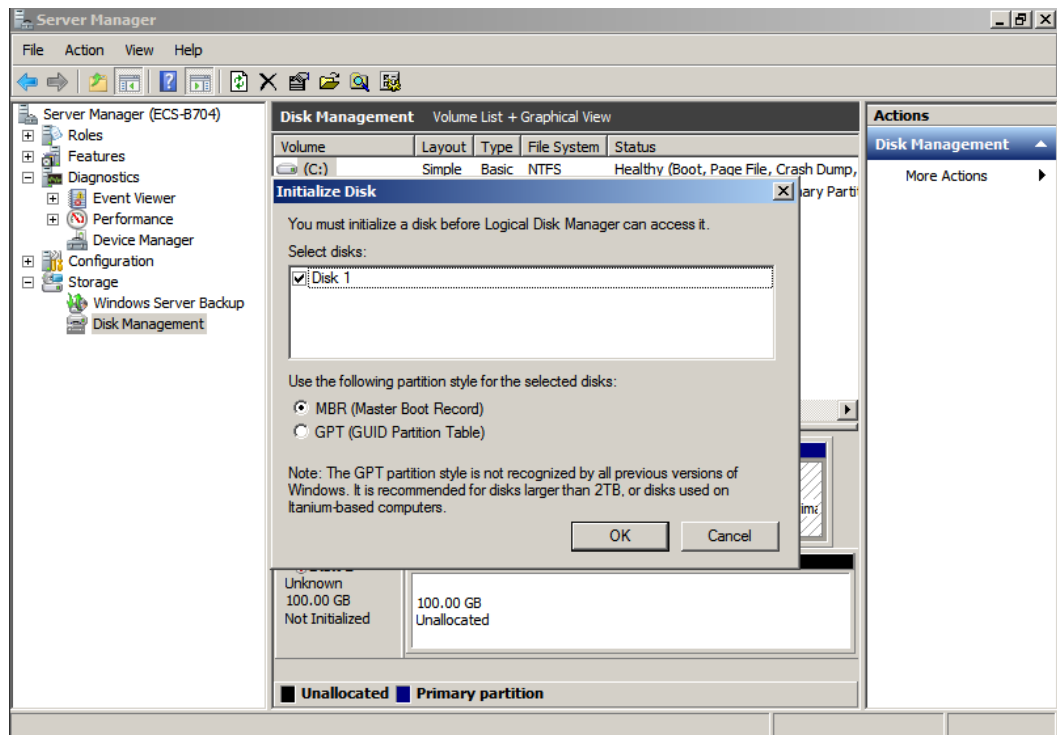 Server Manager
File Action View Help
Server Manager (ECS-B704)
Roles
Features
Diagnostics
Event Viewer
Performance
Device Manager
Configuration
Storage
Windows Server Backup
Disk Management
Disk Management Volume List + Graphical View
Volume Layout Type File System Status
(C:) Simple Basic NTFS Healthy (Boot, Page File, Crash Dump,
Initialize Disk
You must initialize a disk before Logical Disk Manager can access it.
Select disks:
Disk 1
Use the following partition style for the selected disks:
MBR (Master Boot Record)
GPT (GUID Partition Table)
Note: The GPT partition style is not recognized by all previous versions of
Windows. It is recommended for disks larger than 2TB, or disks used on
Itanium-based computers.
OK Cancel
Unknown
100.00 GB
Not Initialized
100.00 GB
Unallocated
Unallocated Primary partition
Actions
Disk Management
More Actions